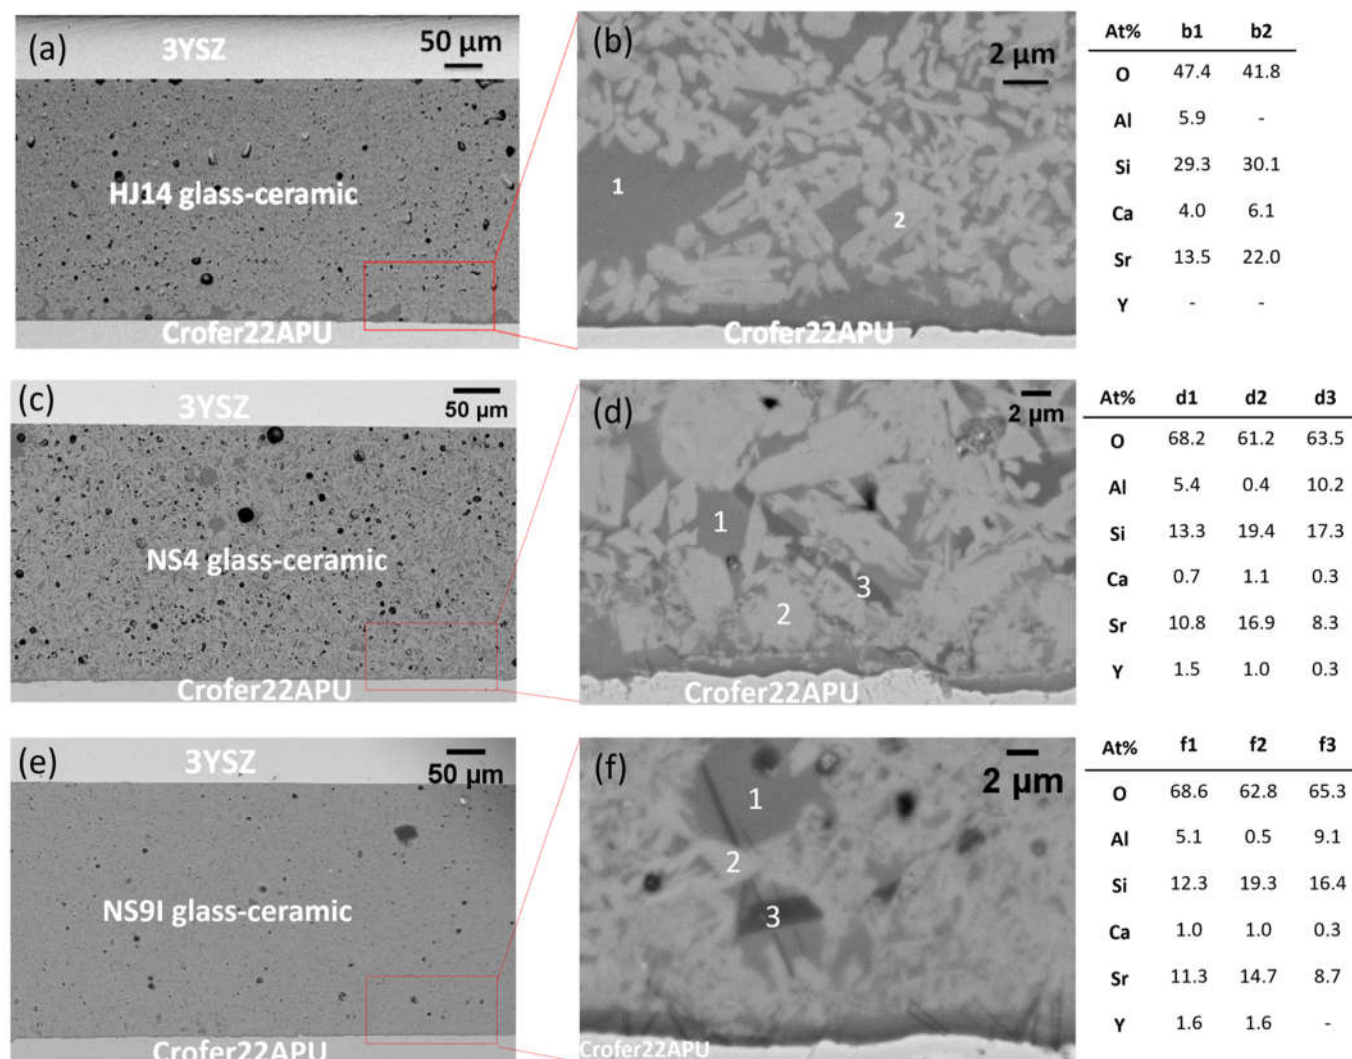 (a)
3YSZ
50 µm
HJ14 glass-ceramic
Crofer22APU
(b)
2 µm
1
2
Crofer22APU
At% b1 b2
O 47.4 41.8
Al 5.9 -
Si 29.3 30.1
Ca 4.0 6.1
Sr 13.5 22.0
Y - -
(c)
3YSZ
50 µm
NS4 glass-ceramic
Crofer22APU
(d)
2 µm
1
3
2
Crofer22APU
At% d1 d2 d3
O 68.2 61.2 63.5
Al 5.4 0.4 10.2
Si 13.3 19.4 17.3
Ca 0.7 1.1 0.3
Sr 10.8 16.9 8.3
Y 1.5 1.0 0.3
(e)
3YSZ
50 µm
NS9I glass-ceramic
Crofer22APU
(f)
2 µm
1
2
3
Crofer22APU
At% f1 f2 f3
O 68.6 62.8 65.3
Al 5.1 0.5 9.1
Si 12.3 19.3 16.4
Ca 1.0 1.0 0.3
Sr 11.3 14.7 8.7
Y 1.6 1.6 -